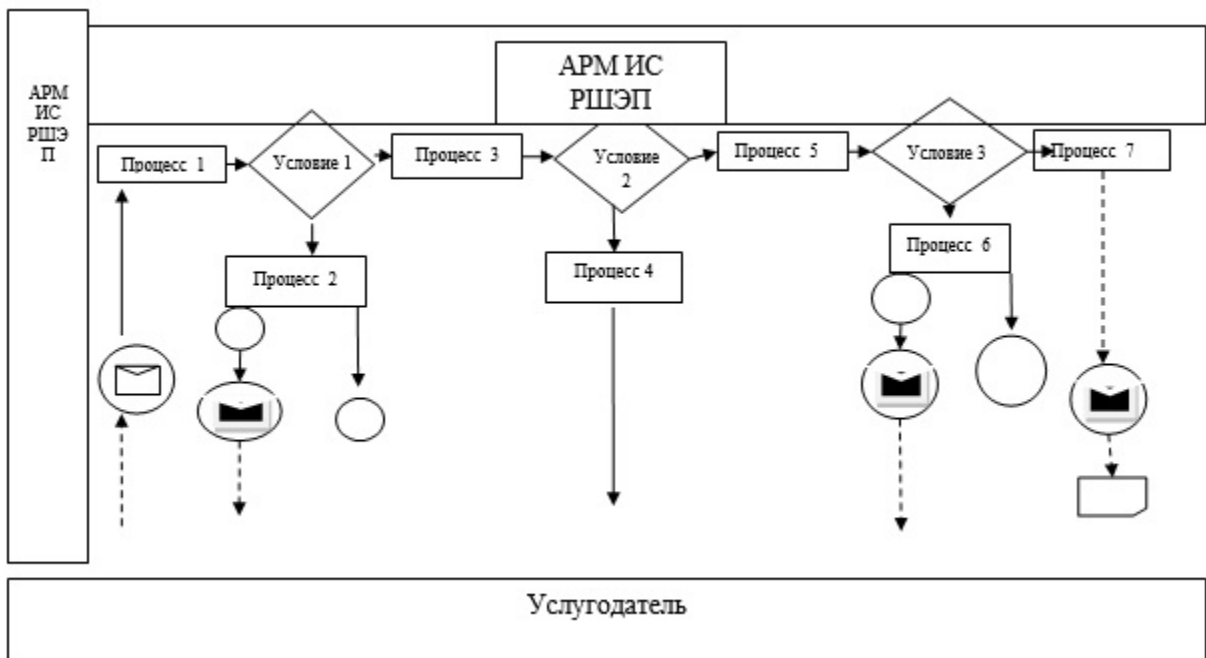 АРМ ИС
РШЭП
АРМ
ИС
РШЭ
П
Процесс 1
Условие 1
Процесс 3
Условие
2
Процесс 5
Условие 3
Процесс 7
Процесс 2
Процесс 4
Процесс 6
Услугодатель